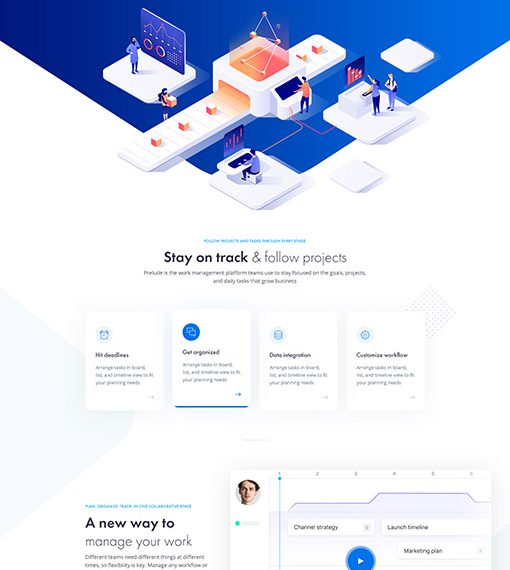 FOLLOW PROJECTS AND TASKS THROUGH EVERY STAGE
Stay on track & follow projects
Prelude is the work management platform teams use to stay focused on the goals, projects,
and daily tasks that grow business
Hit deadlines
Arrange tasks in board,
list, and timeline view to fit
your planning needs
Get organized
Arrange tasks in board,
list, and timeline view to fit
your planning needs
Data integration
Arrange tasks in board,
list, and timeline view to fit
your planning needs
Customize workflow
Arrange tasks in board,
list, and timeline view to fit
your planning needs
1 2 3 4 5 6
PLAN. ORGANISE. TRACK. IN ONE COLLABORATIVE SPACE
A new way to
manage your work
Different teams need different things at different
times, so flexibility is key. Manage any workflow or
Channel strategy
Launch timeline
Marketing plan